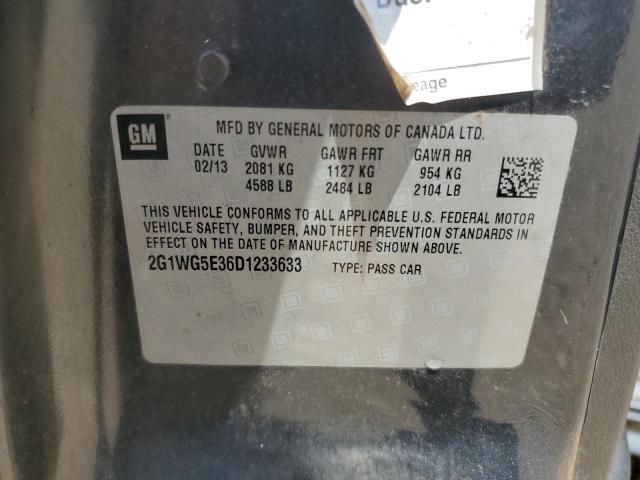 eage
GM
MFD BY GENERAL MOTORS OF CANADA LTD.
DATE GVWR GAWR FRT GAWR RR
02/13 2081 KG 1127 KG 954 KG
4588 LB 2484 LB 2104 LB
THIS VEHICLE CONFORMS TO ALL APPLICABLE U.S. FEDERAL MOTOR
VEHICLE SAFETY, BUMPER, AND THEFT PREVENTION STANDARDS IN
EFFECT ON THE DATE OF MANUFACTURE SHOWN ABOVE.
2G1WG5E36D1233633 TYPE: PASS CAR